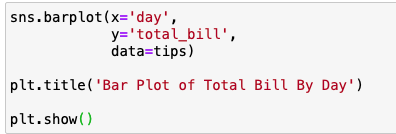 sns.barplot(x='day',
            y='total_bill',
            data=tips)
plt.title('Bar Plot of Total Bill By Day')
plt.show()